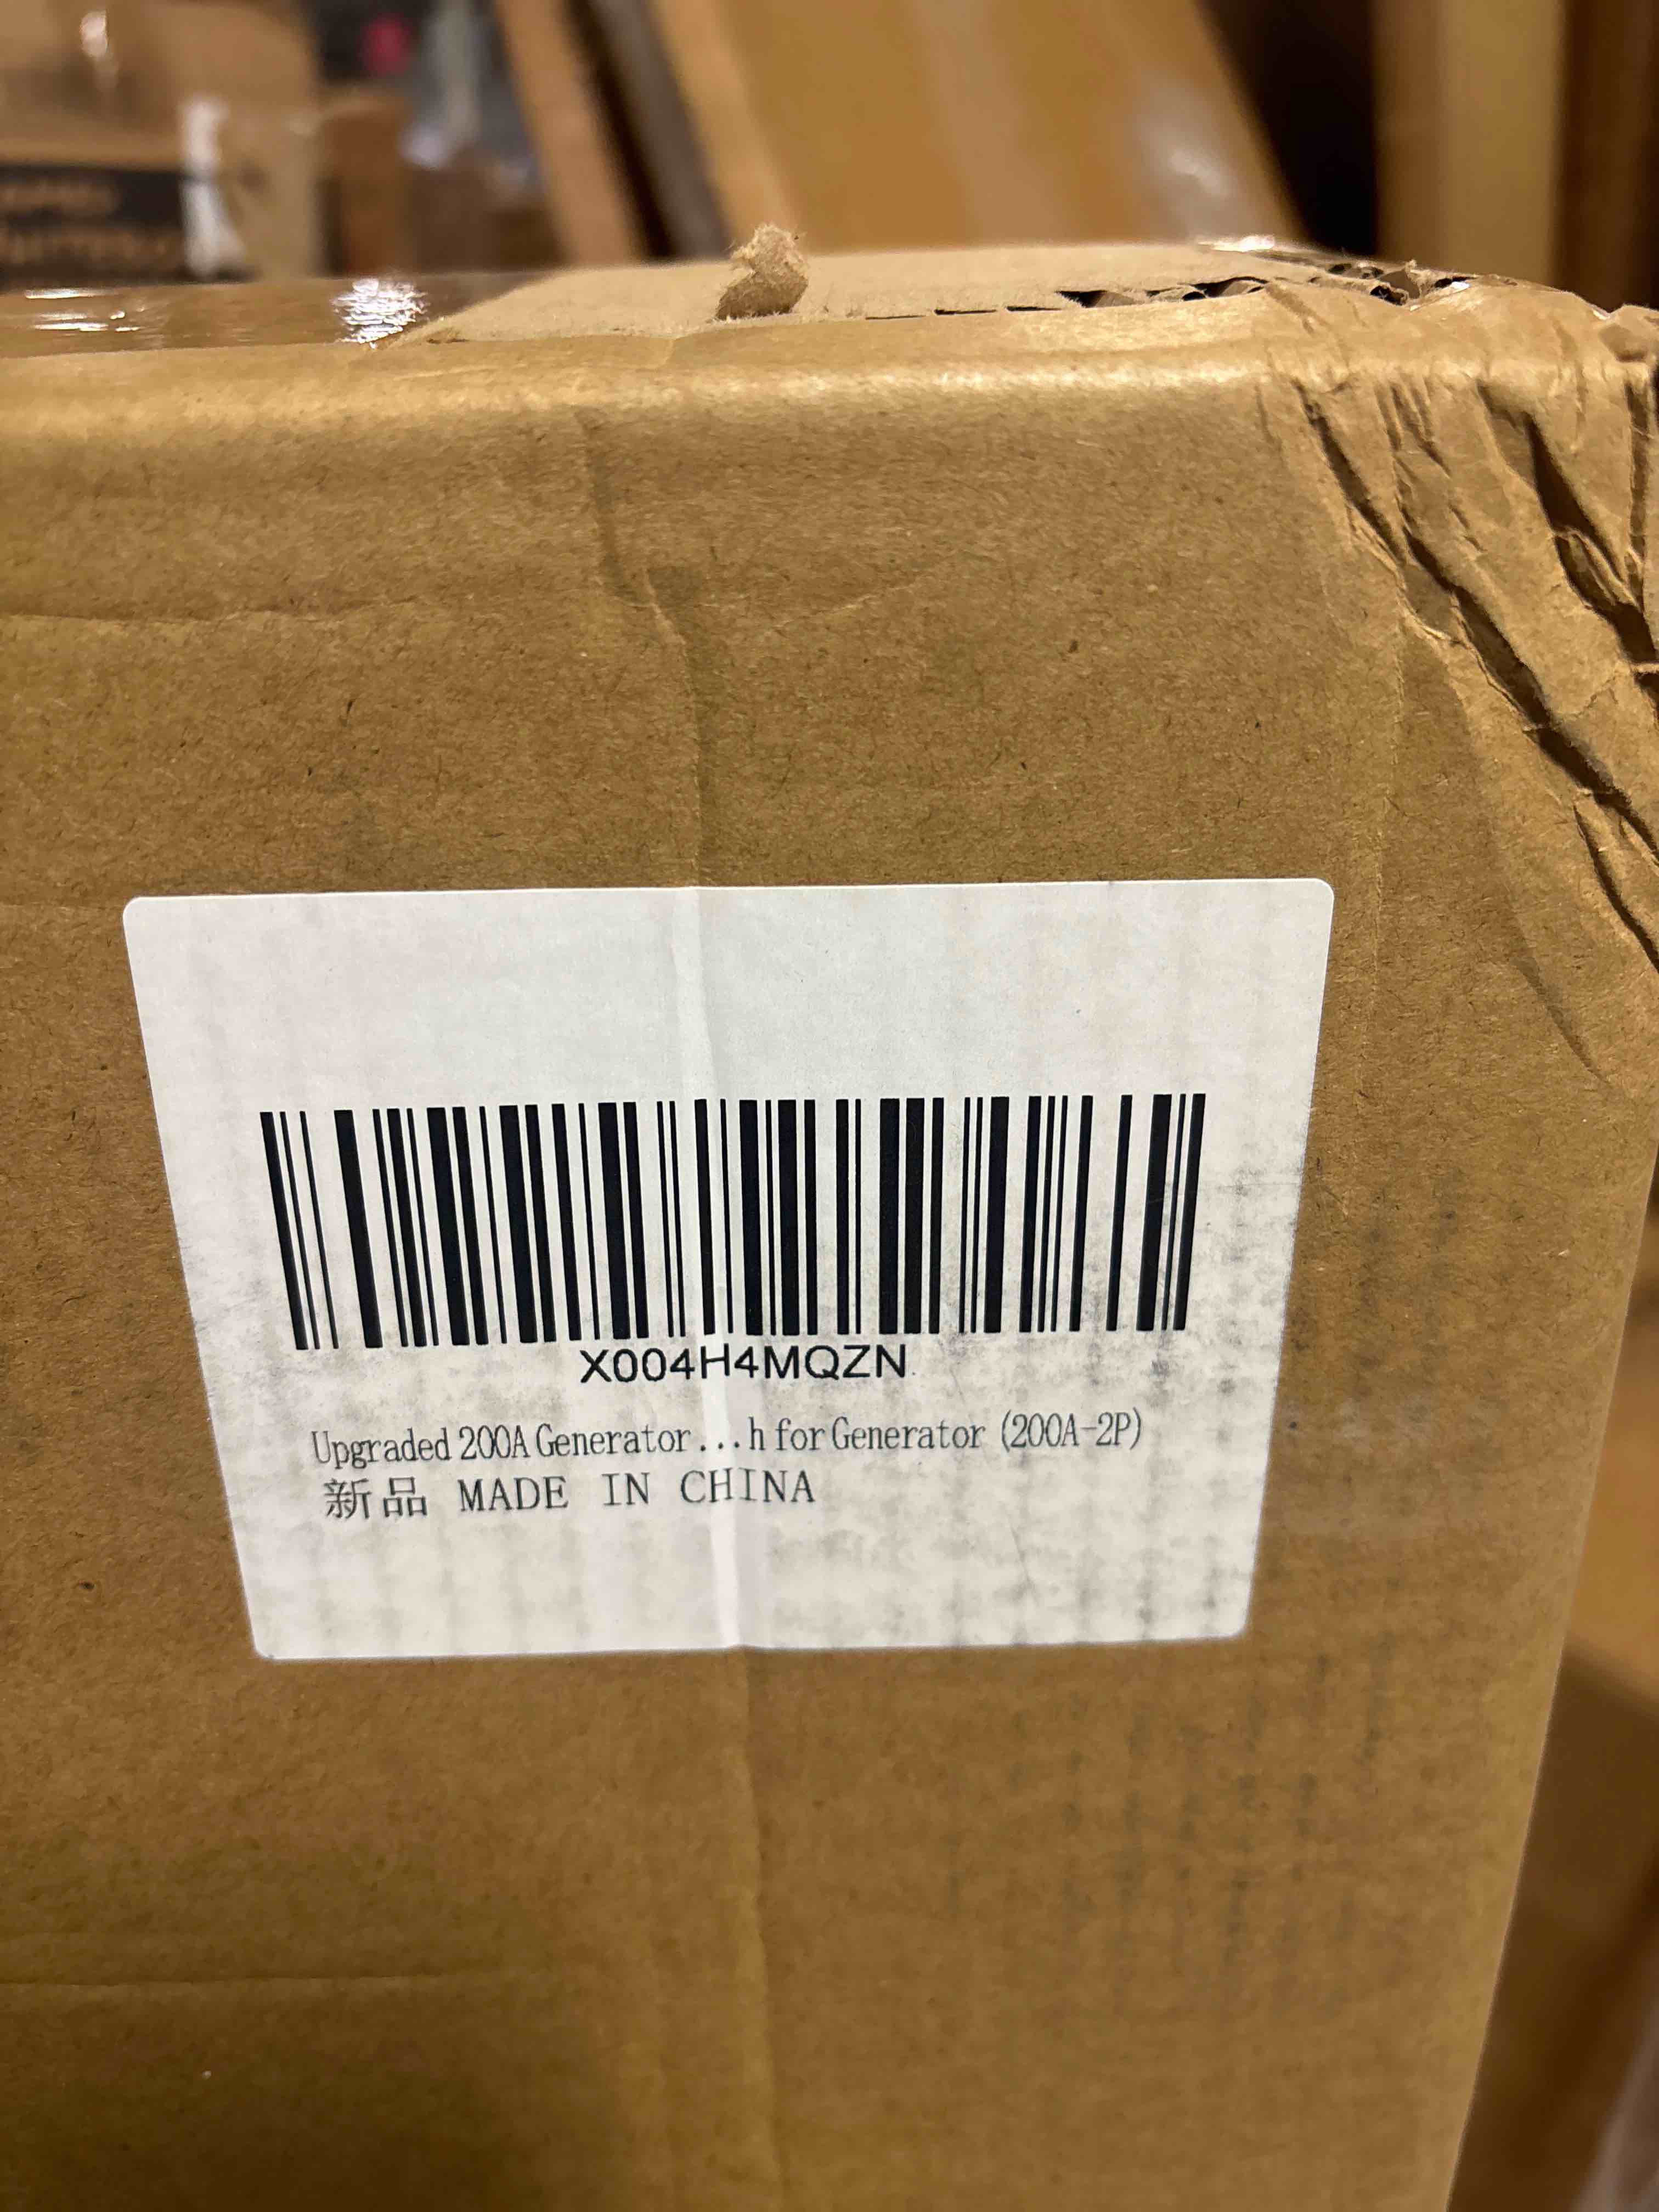 X004H4MQZN
Upgraded 200A Generator...h for Generator (200A-2P)
新品 MADE IN CHINA